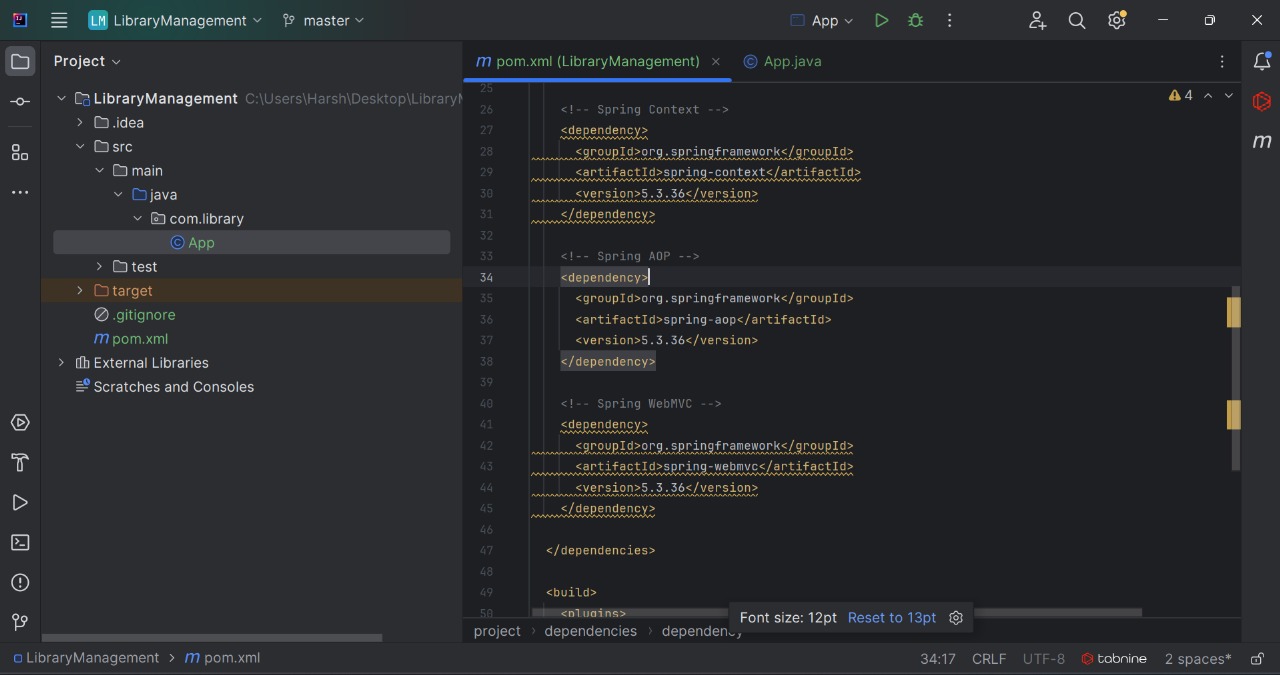 LM LibraryManagement
master
App
Project
pom.xml (LibraryManagement)
App.java
LibraryManagement C:\Users\Harsh\Desktop\Library
.idea
src
main
java
com.library
App
test
target
.gitignore
pom.xml
External Libraries
Scratches and Consoles
4
25
26 <!-- Spring Context -->
27 <dependency>
28 <groupId>org.springframework</groupId>
29 <artifactId>spring-context</artifactId>
30 <version>5.3.36</version>
31 </dependency>
32
33 <!-- Spring AOP -->
34 <dependency>
35 <groupId>org.springframework</groupId>
36 <artifactId>spring-aop</artifactId>
37 <version>5.3.36</version>
38 </dependency>
39
40 <!-- Spring WebMVC -->
41 <dependency>
42 <groupId>org.springframework</groupId>
43 <artifactId>spring-webmvc</artifactId>
44 <version>5.3.36</version>
45 </dependency>
46
47 </dependencies>
48
49 <build>
50 <plugins>
Font size: 12pt Reset to 13pt
project › dependencies › dependency
LibraryManagement › pom.xml
34:17 CRLF UTF-8 tabnine 2 spaces*